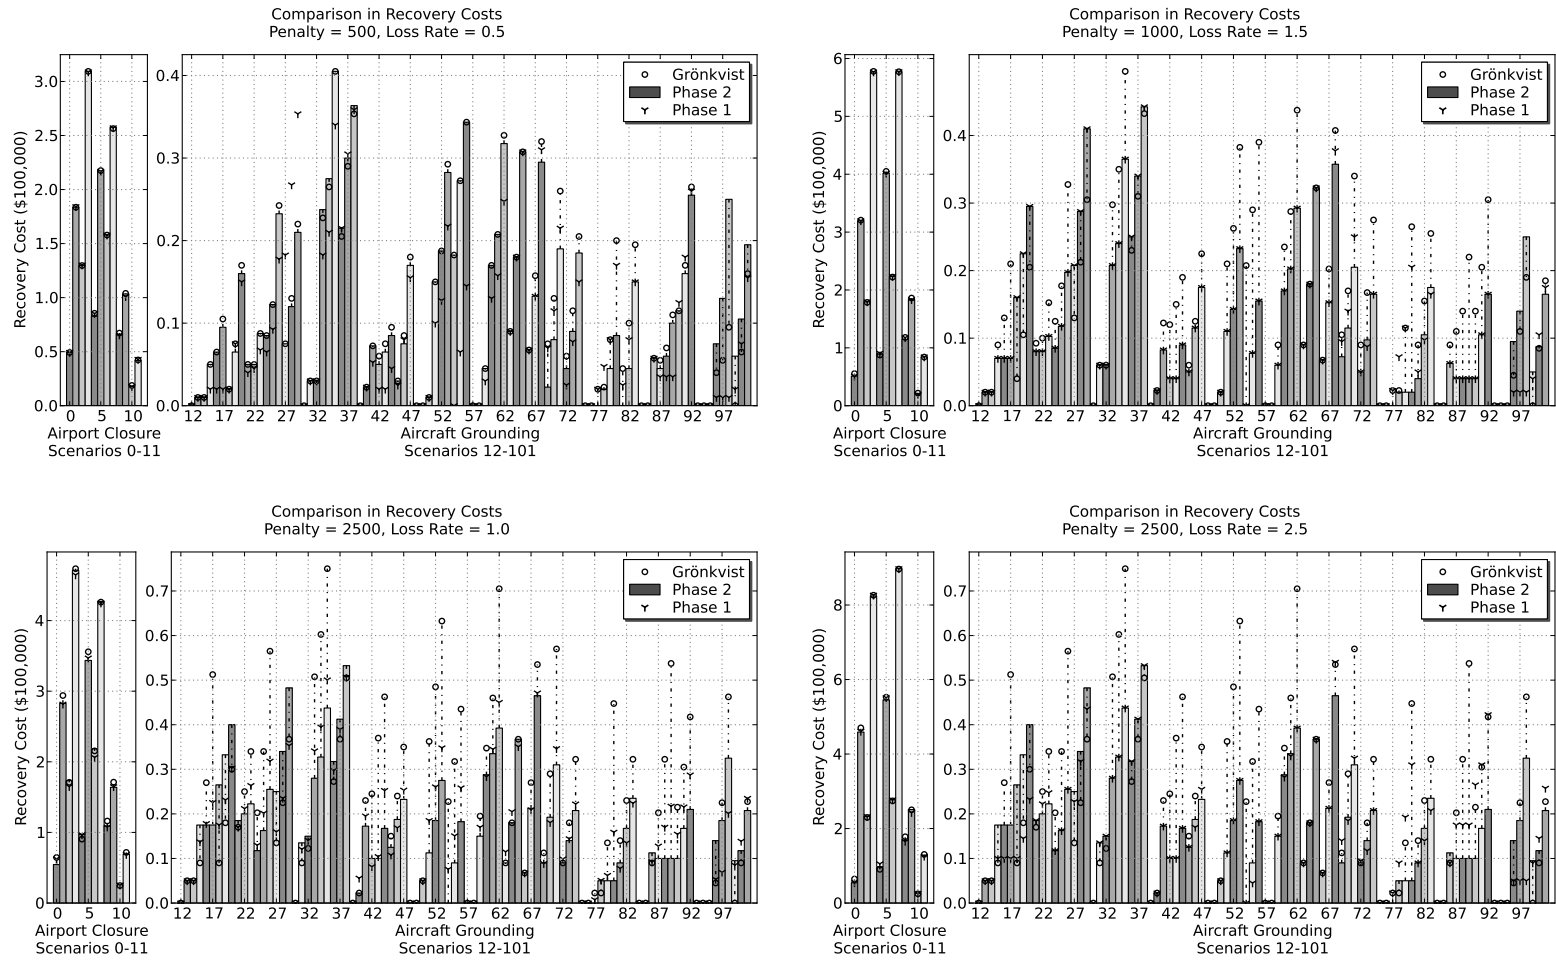 Comparison in Recovery Costs
Penalty = 500, Loss Rate = 0.5
Recovery Cost ($100,000)
3.0
2.5
2.0
1.5
1.0
0.5
0.0
0 5 10
Airport Closure
Scenarios 0-11
0.4
0.3
0.2
0.1
0.0
12 17 22 27 32 37 42 47 52 57 62 67 72 77 82 87 92 97
Aircraft Grounding
Scenarios 12-101
Grönkvist
Phase 2
Phase 1
Comparison in Recovery Costs
Penalty = 1000, Loss Rate = 1.5
Recovery Cost ($100,000)
6
5
4
3
2
1
0
0 5 10
Airport Closure
Scenarios 0-11
0.4
0.3
0.2
0.1
0.0
12 17 22 27 32 37 42 47 52 57 62 67 72 77 82 87 92 97
Aircraft Grounding
Scenarios 12-101
Grönkvist
Phase 2
Phase 1
Comparison in Recovery Costs
Penalty = 2500, Loss Rate = 1.0
Recovery Cost ($100,000)
4
3
2
1
0
0 5 10
Airport Closure
Scenarios 0-11
0.7
0.6
0.5
0.4
0.3
0.2
0.1
0.0
12 17 22 27 32 37 42 47 52 57 62 67 72 77 82 87 92 97
Aircraft Grounding
Scenarios 12-101
Grönkvist
Phase 2
Phase 1
Comparison in Recovery Costs
Penalty = 2500, Loss Rate = 2.5
Recovery Cost ($100,000)
8
6
4
2
0
0 5 10
Airport Closure
Scenarios 0-11
0.7
0.6
0.5
0.4
0.3
0.2
0.1
0.0
12 17 22 27 32 37 42 47 52 57 62 67 72 77 82 87 92 97
Aircraft Grounding
Scenarios 12-101
Grönkvist
Phase 2
Phase 1